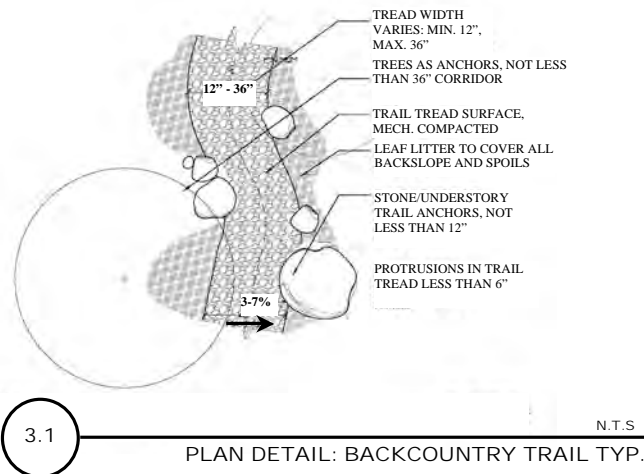 TREAD WIDTH
VARIES: MIN. 12”,
MAX. 36”
TREES AS ANCHORS, NOT LESS
THAN 36” CORRIDOR
12” - 36”
TRAIL TREAD SURFACE,
MECH. COMPACTED
LEAF LITTER TO COVER ALL
BACKSLOPE AND SPOILS
STONE/UNDERSTORY
TRAIL ANCHORS, NOT
LESS THAN 12”
PROTRUSIONS IN TRAIL
TREAD LESS THAN 6”
3-7%
3.1
N.T.S
PLAN DETAIL: BACKCOUNTRY TRAIL TYP.